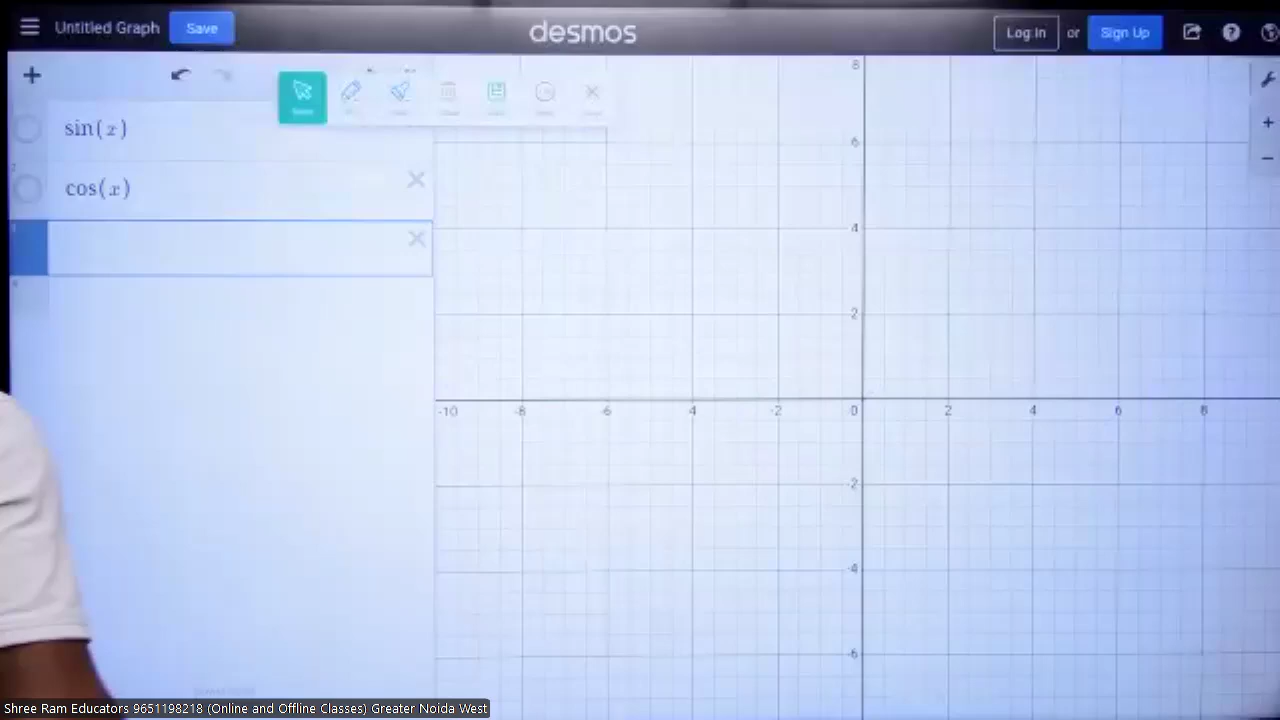 Untitled Graph Save desmos Log In or Sign Up
sin(x)
cos(x)
8
6
4
2
-10 -8 -6 4 -2 0 2 4 6 8
2
-4
-6
Shree Ram Educators 9651198218 (Online and Offline Classes) Greater Noida West